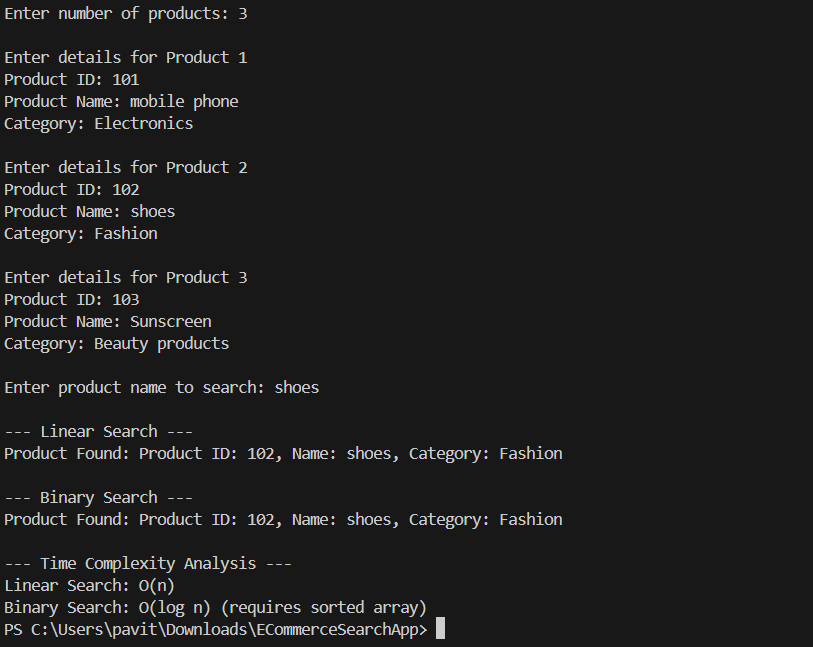 Enter number of products: 3
Enter details for Product 1
Product ID: 101
Product Name: mobile phone
Category: Electronics
Enter details for Product 2
Product ID: 102
Product Name: shoes
Category: Fashion
Enter details for Product 3
Product ID: 103
Product Name: Sunscreen
Category: Beauty products
Enter product name to search: shoes
--- Linear Search ---
Product Found: Product ID: 102, Name: shoes, Category: Fashion
--- Binary Search ---
Product Found: Product ID: 102, Name: shoes, Category: Fashion
--- Time Complexity Analysis ---
Linear Search: O(n)
Binary Search: O(log n) (requires sorted array)
PS C:\Users\pavit\Downloads\ECommerceSearchApp>